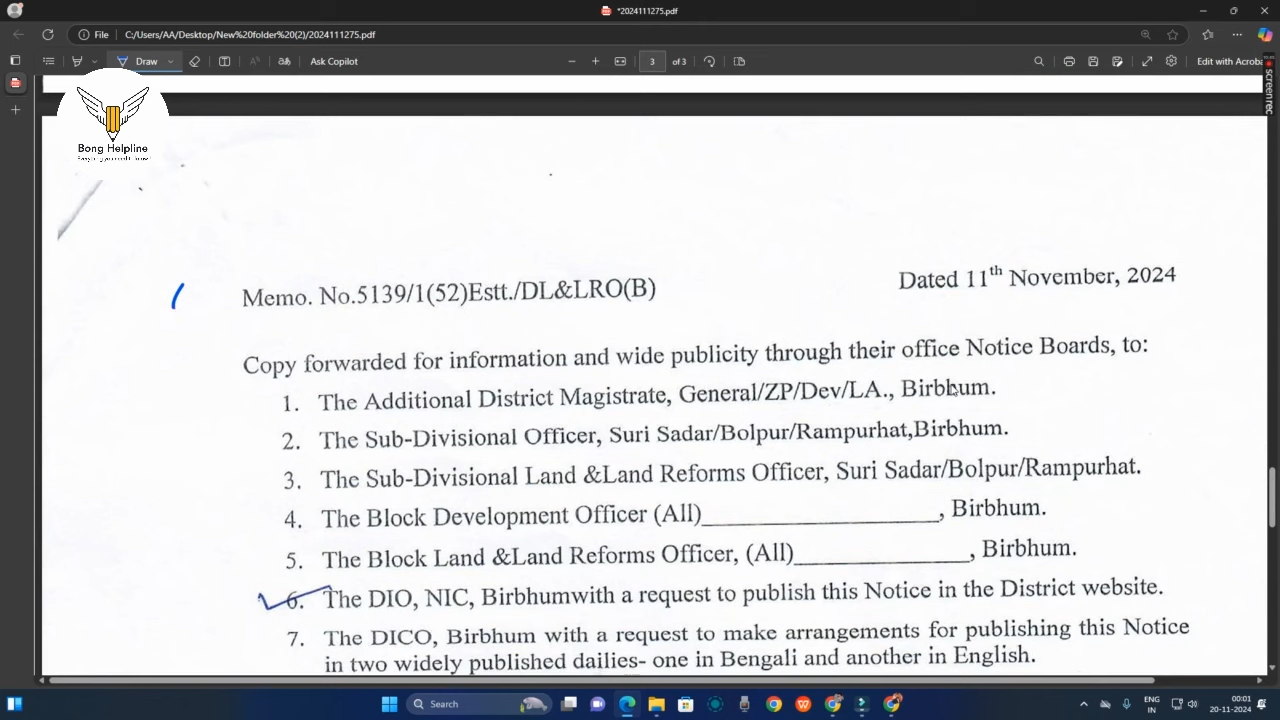 *2024111275.pdf
File C:/Users/AA/Desktop/New%20folder%20(2)/2024111275.pdf
Draw
Ask Copilot
3 of 3
Edit with Acroba
screenrec
Bong Helpline
Memo. No.5139/1(52)Estt./DL&LRO(B) Dated 11th November, 2024
Copy forwarded for information and wide publicity through their office Notice Boards, to:
1. The Additional District Magistrate, General/ZP/Dev/LA., Birbhum.
2. The Sub-Divisional Officer, Suri Sadar/Bolpur/Rampurhat,Birbhum.
3. The Sub-Divisional Land &Land Reforms Officer, Suri Sadar/Bolpur/Rampurhat.
4. The Block Development Officer (All)____________________, Birbhum.
5. The Block Land &Land Reforms Officer, (All)_______________, Birbhum.
6. The DIO, NIC, Birbhumwith a request to publish this Notice in the District website.
7. The DICO, Birbhum with a request to make arrangements for publishing this Notice
in two widely published dailies- one in Bengali and another in English.
Search
ENG
IN
00:01
20-11-2024